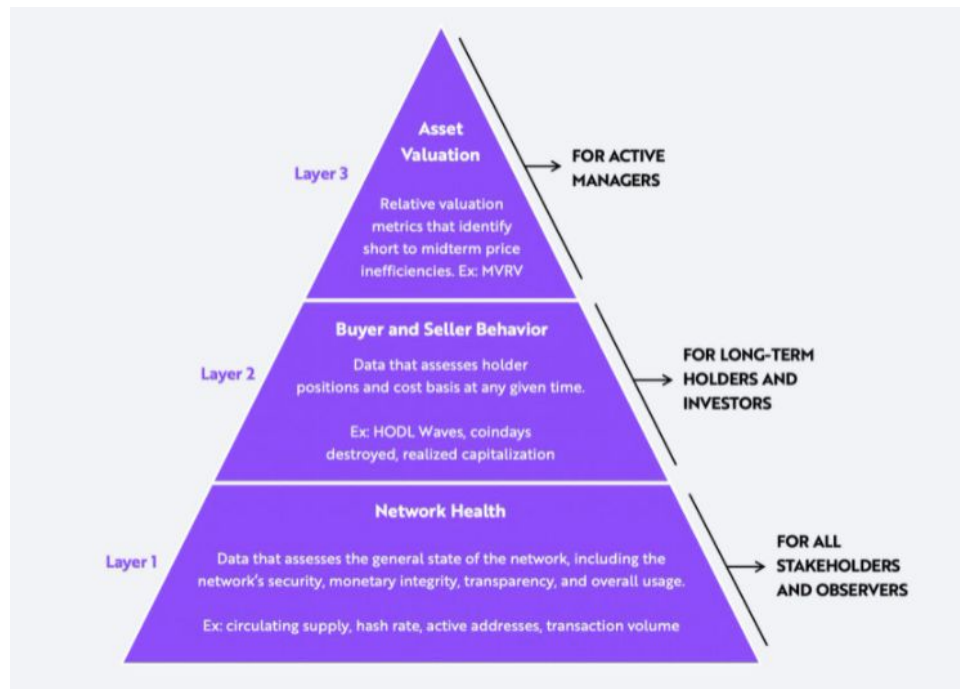 Asset
Valuation
Layer 3
FOR ACTIVE
MANAGERS
Relative valuation
metrics that identify
short to midterm price
inefficiencies. Ex: MVRV
Buyer and Seller Behavior
Layer 2
Data that assesses holder
positions and cost basis at any given time.
Ex: HODL Waves, coindays
destroyed, realized capitalization
FOR LONG-TERM
HOLDERS AND
INVESTORS
Network Health
Layer 1
Data that assesses the general state of the network, including the
network's security, monetary integrity, transparency, and overall usage.
Ex: circulating supply, hash rate, active addresses, transaction volume
FOR ALL
STAKEHOLDERS
AND OBSERVERS